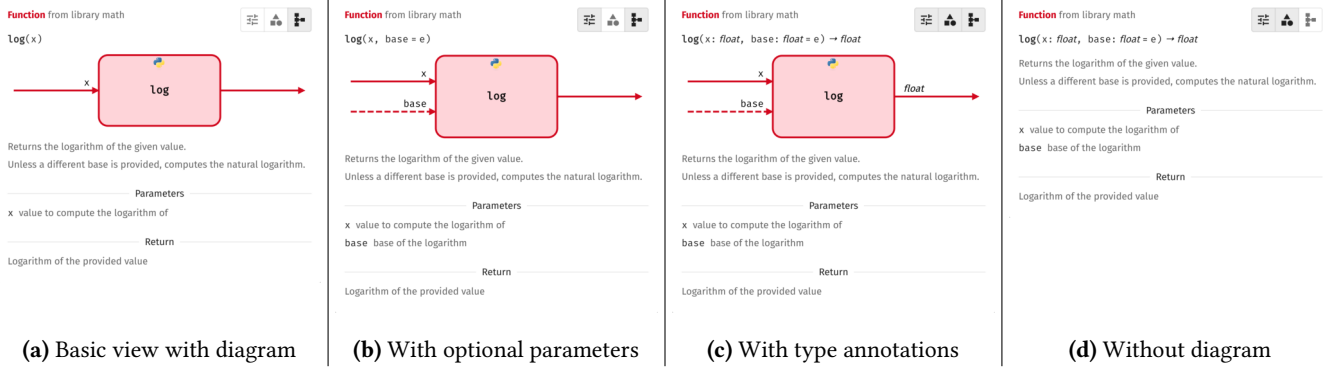 Function from library math
log(x)
x
log
Returns the logarithm of the given value.
Unless a different base is provided, computes the natural logarithm.
Parameters
x value to compute the logarithm of
Return
Logarithm of the provided value
(a) Basic view with diagram
Function from library math
log(x, base = e)
x
base
log
Returns the logarithm of the given value.
Unless a different base is provided, computes the natural logarithm.
Parameters
x value to compute the logarithm of
base base of the logarithm
Return
Logarithm of the provided value
(b) With optional parameters
Function from library math
log(x: float, base: float = e) → float
x
base
log
float
Returns the logarithm of the given value.
Unless a different base is provided, computes the natural logarithm.
Parameters
x value to compute the logarithm of
base base of the logarithm
Return
Logarithm of the provided value
(c) With type annotations
Function from library math
log(x: float, base: float = e) → float
Returns the logarithm of the given value.
Unless a different base is provided, computes the natural logarithm.
Parameters
x value to compute the logarithm of
base base of the logarithm
Return
Logarithm of the provided value
(d) Without diagram